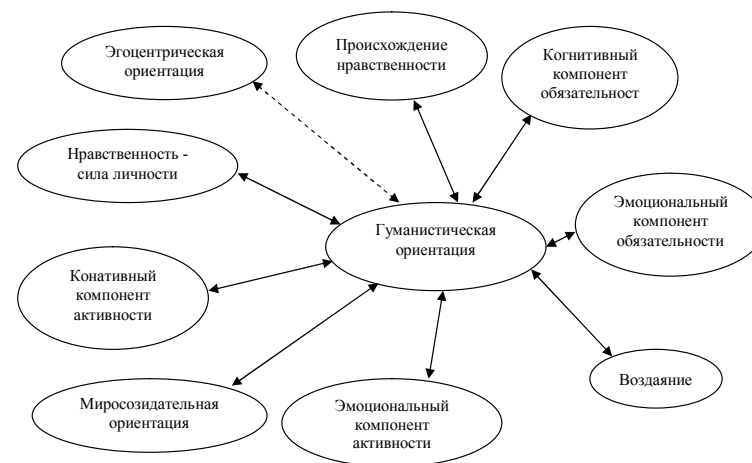 Эгоцентрическая
ориентация
Происхождение
нравственности
Когнитивный
компонент
обязательност
Нравственность -
сила личности
Эмоциональный
компонент
обязательности
Гуманистическая
ориентация
Конативный
компонент
активности
Воздаяние
Миросозидательная
ориентация
Эмоциональный
компонент
активности